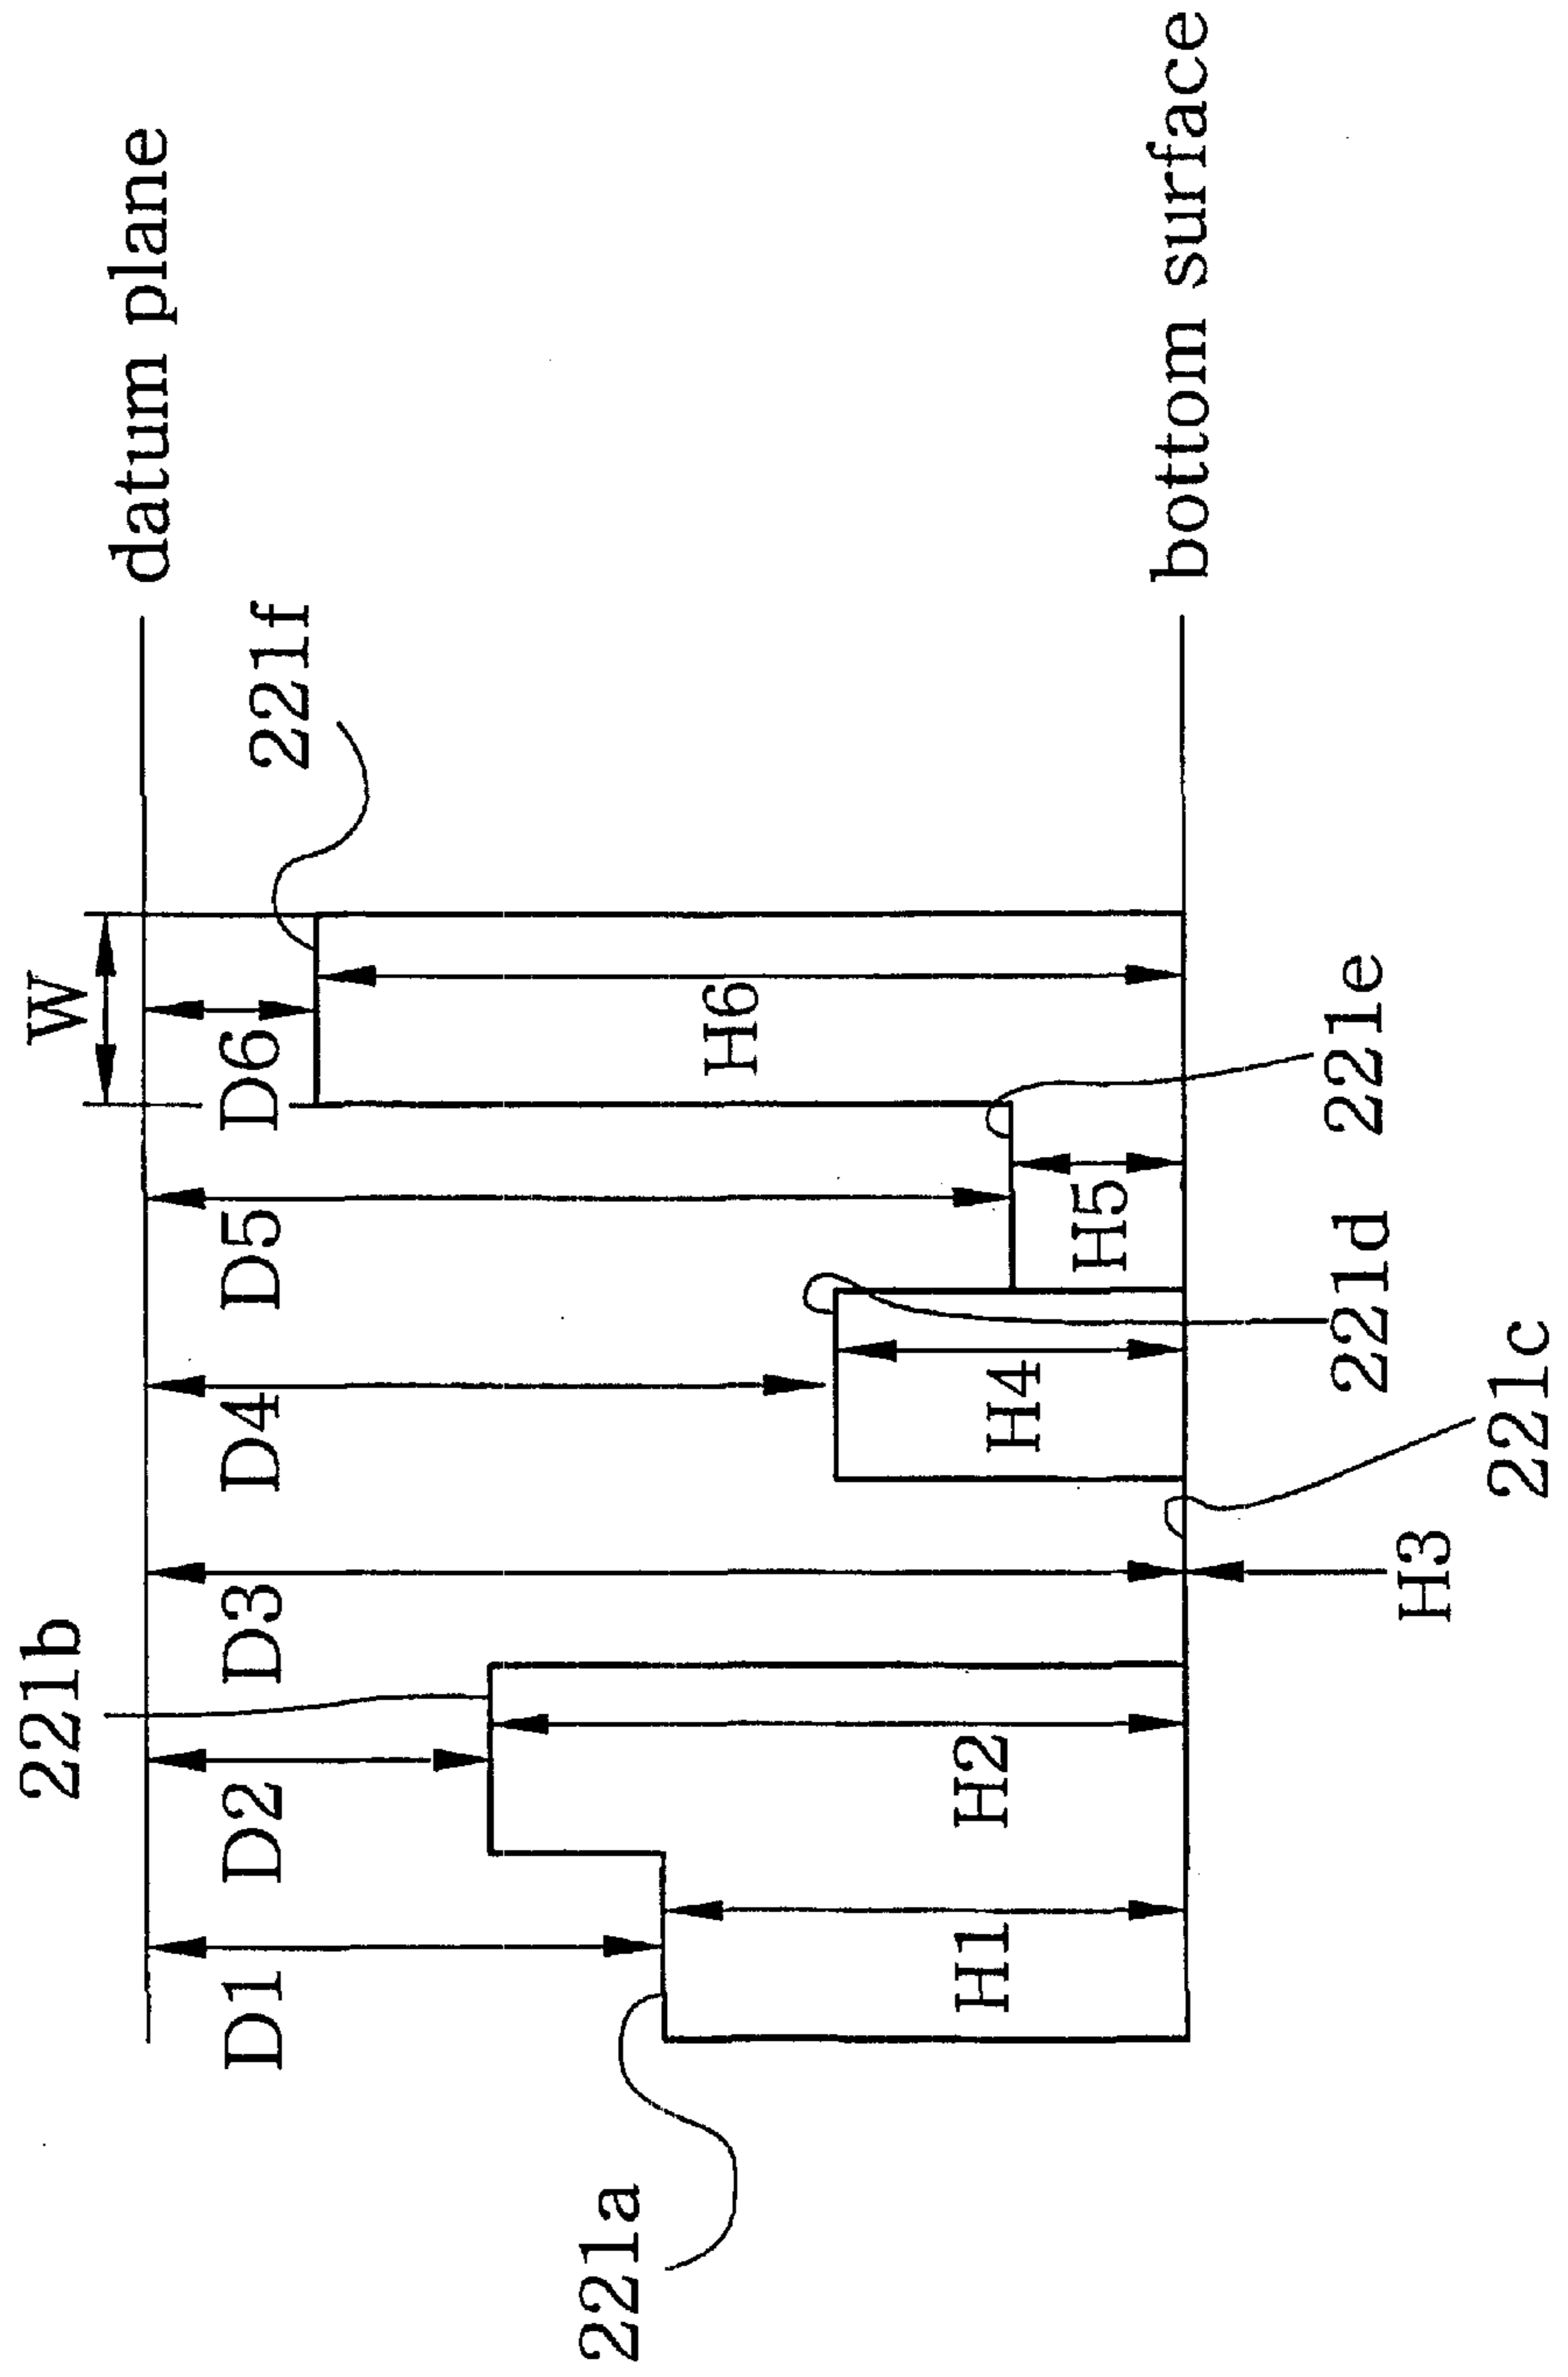 W
datum plane
221b
221f
D1
D2
D3
D4
D5
D6
221a
H1
H2
H4
H5
H6
bottom surface
H3
221c
221d
221e